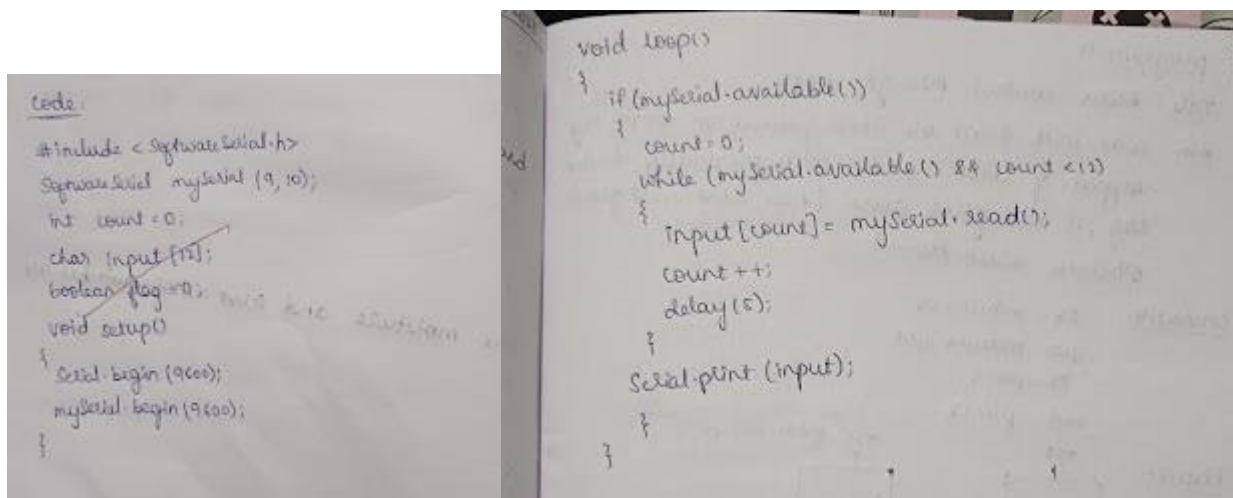 Code:
#include <SoftwareSerial.h>
SoftwareSerial mySerial (9, 10);
int count = 0;
char input [12];
boolean flag = 0;
void setup()
{
Serial.begin (9600);
mySerial.begin (9600);
}
void loop()
{
if (mySerial.available())
{
count = 0;
while (mySerial.available() && count < 12)
{
input [count] = mySerial.read();
count ++;
delay (5);
}
Serial.print (input);
}
}